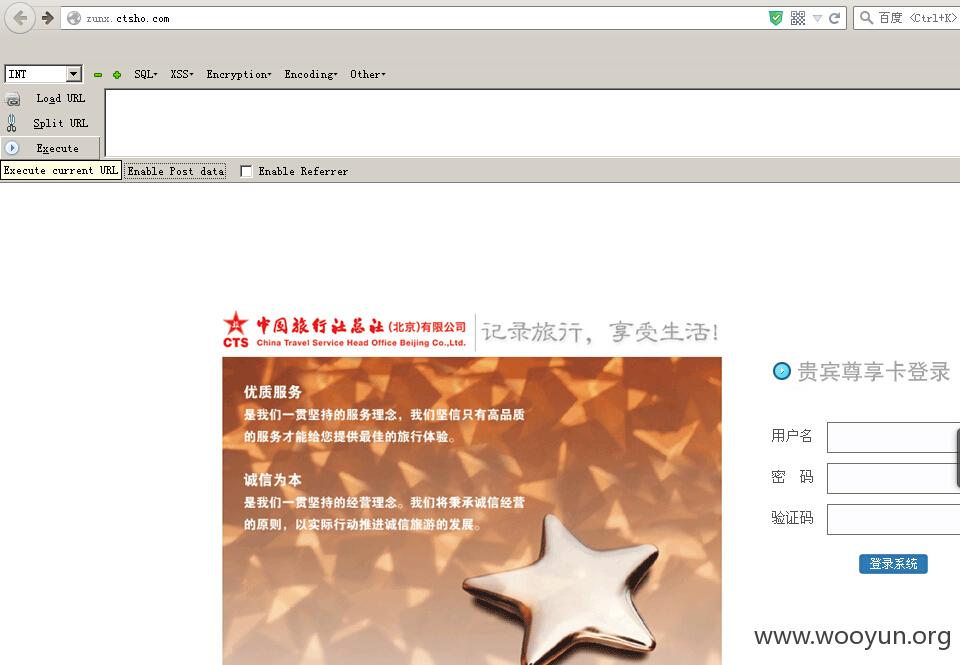 zunx.ctsho.com
百度 <Ctrl+K>
INT
SQL
XSS
Encryption
Encoding
Other
Load URL
Split URL
Execute
Execute current URL
Enable Post data
Enable Referrer
CTS
中国旅行社总社(北京)有限公司
China Travel Service Head Office Beijing Co.,Ltd.
记录旅行，享受生活!
优质服务
是我们一贯坚持的服务理念，我们坚信只有高品质
的服务才能给您提供最佳的旅行体验。
诚信为本
是我们一贯坚持的经营理念。我们将秉承诚信经营
的原则，以实际行动推进诚信旅游的发展。
贵宾尊享卡登录
用户名
密 码
验证码
登录系统
www.wooyun.org